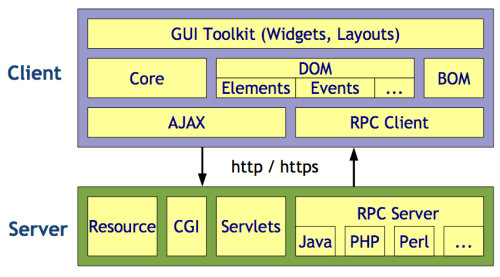 GUI Toolkit (Widgets, Layouts)
Client
Core
DOM
Elements
Events
...
BOM
AJAX
RPC Client
http / https
Server
Resource
CGI
Servlets
RPC Server
Java
PHP
Perl
...